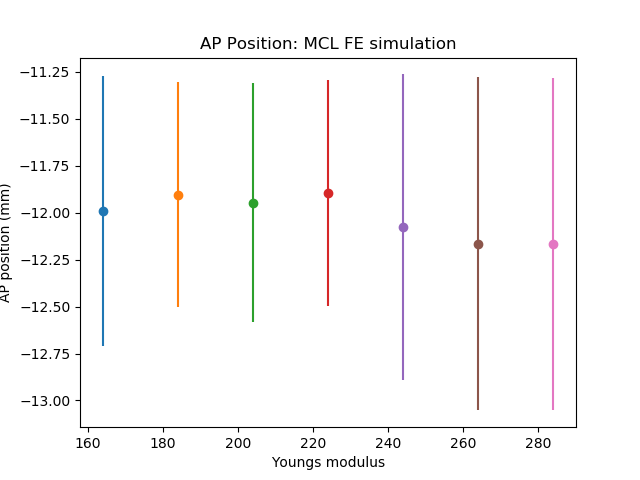 AP Position: MCL FE simulation
−11.25
−11.50
−11.75
−12.00
−12.25
−12.50
−12.75
−13.00
AP position (mm)
160 180 200 220 240 260 280
Youngs modulus